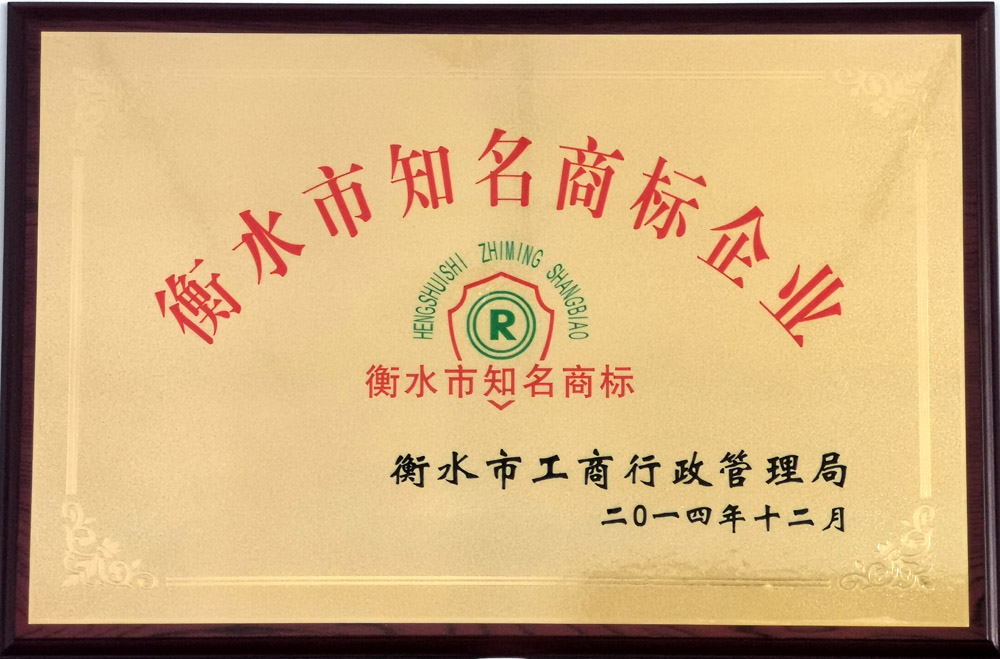 衡水市知名商标企业
HENGSHUISHI ZHIMING SHANGBIAO
R
衡水市知名商标
衡水市工商行政管理局
二0一四年十二月